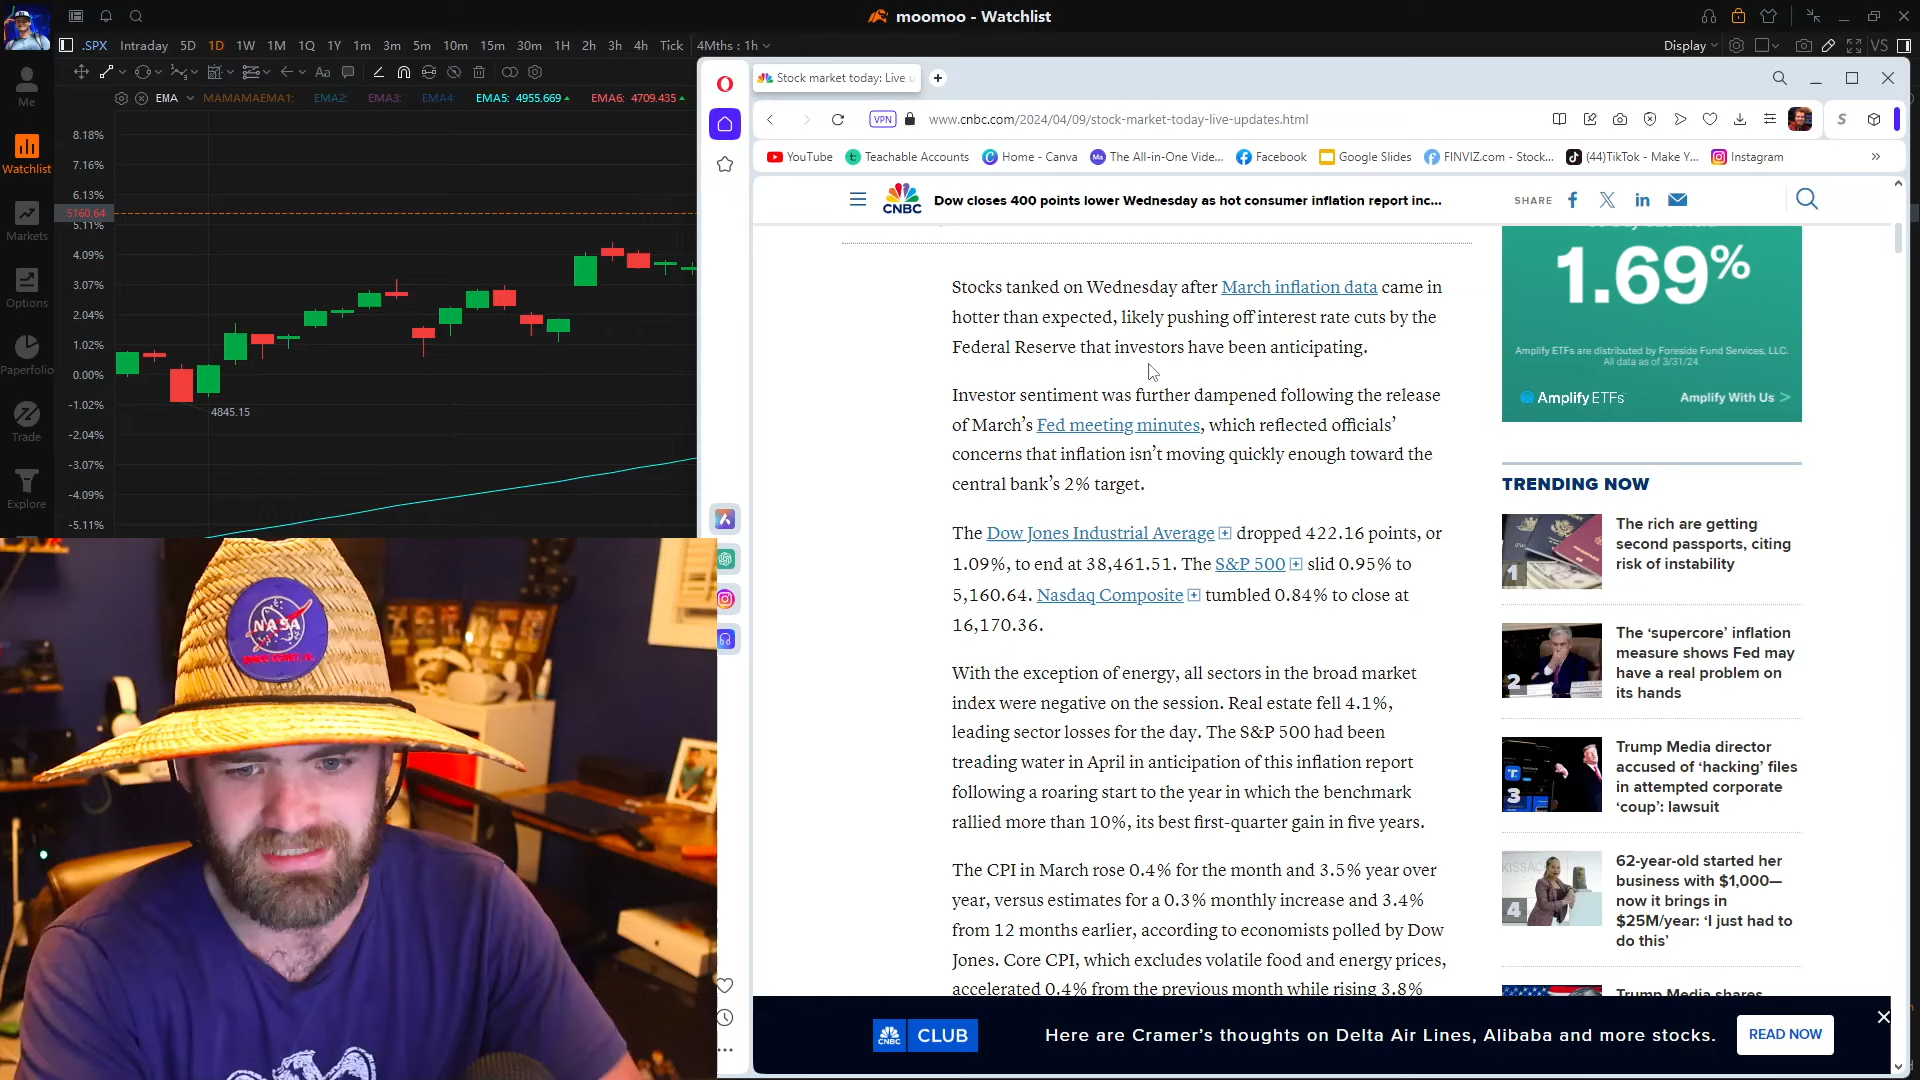 moomoo - Watchlist
.SPX Intraday 5D 1D 1W 1M 1Q 1Y 1m 3m 5m 10m 15m 30m 1H 2h 3h 4h Tick 4Mths : 1h
Display
VS
Aa
EMA MAMAMAEMA1: EMA2: EMA3: EMA4: EMA5: 4955.669 EMA6: 4709.435
Me
Watchlist
Markets
Options
Paperfolio
Trade
Explore
8.18%
7.16%
6.13%
5160.64
5.11%
4.09%
3.07%
2.04%
1.02%
0.00%
-1.02%
-2.04%
-3.07%
-4.09%
-5.11%
4845.15
NASA
Stock market today: Live u
VPN
www.cnbc.com/2024/04/09/stock-market-today-live-updates.html
YouTube
Teachable Accounts
Home - Canva
The All-in-One Vide...
Facebook
Google Slides
FINVIZ.com - Stock...
(44)TikTok - Make Y...
Instagram
CNBC
Dow closes 400 points lower Wednesday as hot consumer inflation report inc...
SHARE
Stocks tanked on Wednesday after March inflation data came in
hotter than expected, likely pushing off interest rate cuts by the
Federal Reserve that investors have been anticipating.
Investor sentiment was further dampened following the release
of March’s Fed meeting minutes, which reflected officials’
concerns that inflation isn’t moving quickly enough toward the
central bank’s 2% target.
The Dow Jones Industrial Average dropped 422.16 points, or
1.09%, to end at 38,461.51. The S&P 500 slid 0.95% to
5,160.64. Nasdaq Composite tumbled 0.84% to close at
16,170.36.
With the exception of energy, all sectors in the broad market
index were negative on the session. Real estate fell 4.1%,
leading sector losses for the day. The S&P 500 had been
treading water in April in anticipation of this inflation report
following a roaring start to the year in which the benchmark
rallied more than 10%, its best first-quarter gain in five years.
The CPI in March rose 0.4% for the month and 3.5% year over
year, versus estimates for a 0.3% monthly increase and 3.4%
from 12 months earlier, according to economists polled by Dow
Jones. Core CPI, which excludes volatile food and energy prices,
accelerated 0.4% from the previous month while rising 3.8%
1.69%
Amplify ETFs are distributed by Foreside Fund Services, LLC.
All data as of 3/31/24.
Amplify ETFs
Amplify With Us >
TRENDING NOW
1
The rich are getting
second passports, citing
risk of instability
2
The ‘supercore’ inflation
measure shows Fed may
have a real problem on
its hands
3
Trump Media director
accused of ‘hacking’ files
in attempted corporate
‘coup’: lawsuit
4
62-year-old started her
business with $1,000—
now it brings in
$25M/year: ‘I just had to
do this’
Trump Media shares
CNBC CLUB
Here are Cramer's thoughts on Delta Air Lines, Alibaba and more stocks.
READ NOW